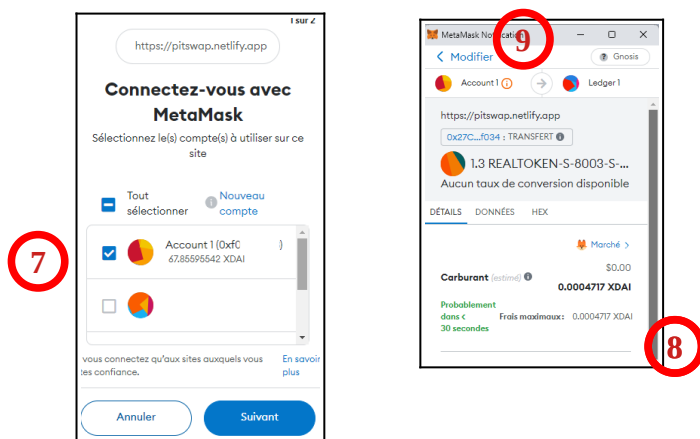 1 sur 2
https://pitswap.netlify.app
Connectez-vous avec
MetaMask
Sélectionnez le(s) compte(s) à utiliser sur ce
site
Tout
sélectionner
Nouveau
compte
Account 1 (0xf0 )
67.85595542 XDAI
vous connectez qu'aux sites auxquels vous
tes confiance.
En savoir
plus
Annuler
Suivant
7
MetaMask Notification
9
Modifier
Gnosis
Account 1
Ledger 1
https://pitswap.netlify.app
0x27C...f034 : TRANSFERT
1.3 REALTOKEN-S-8003-S-...
Aucun taux de conversion disponible
DÉTAILS DONNÉES HEX
Marché >
$0.00
Carburant (estimé)
0.0004717 XDAI
Probablement
dans <
30 secondes
Frais maximaux : 0.0004717 XDAI
8